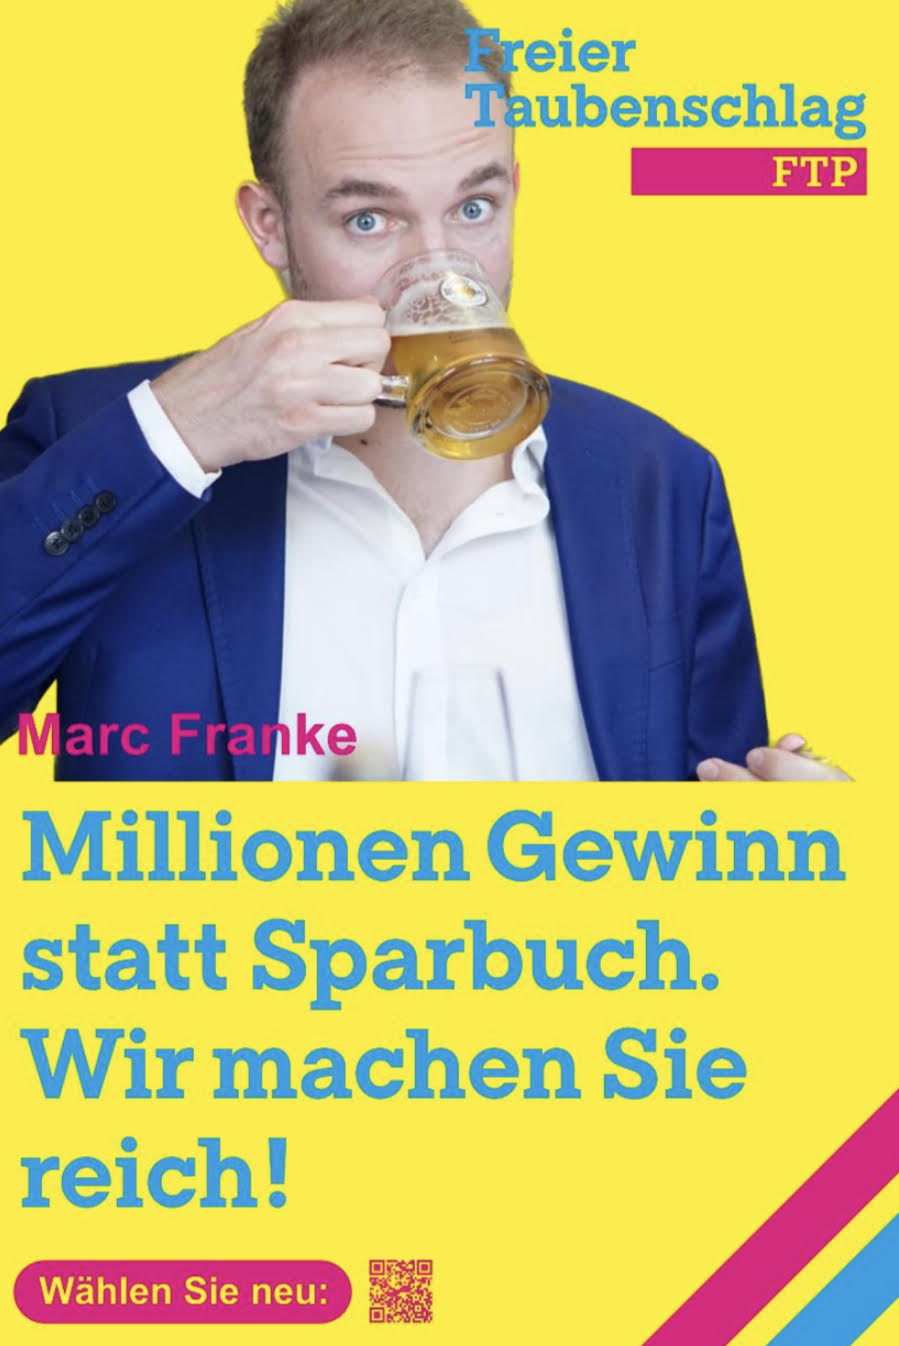 Freier
Taubenschlag
FTP
Marc Franke
Millionen Gewinn
statt Sparbuch.
Wir machen Sie
reich!
Wählen Sie neu: